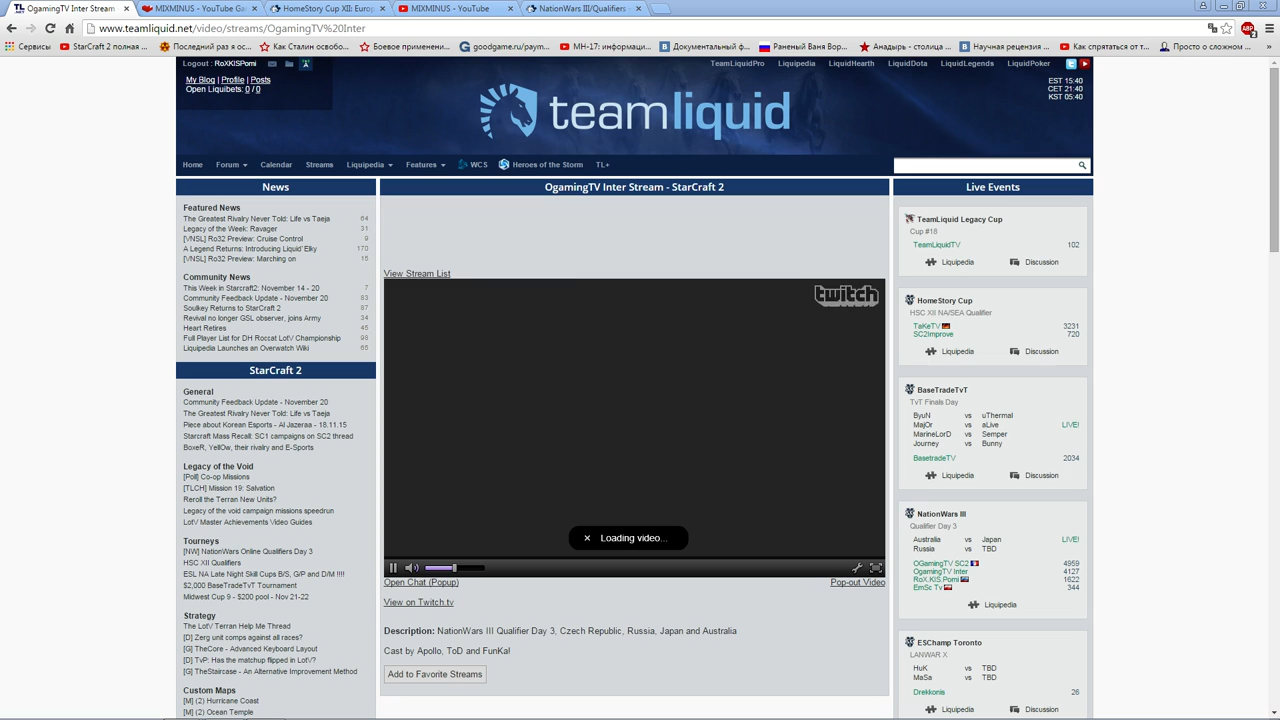 OgamingTV Inter Stream
MIXMINUS - YouTube Ga
HomeStory Cup XII: Europ
MIXMINUS - YouTube
NationWars III/Qualifiers
www.teamliquid.net/video/streams/OgamingTV%20Inter
Сервисы
StarCraft 2 полная
Последний раз я ос
Как Сталин освобо
Боевое применени
goodgame.ru/paym
МН-17: информаци
Документальный ф
Раненый Ваня Вор
Анадырь - столица
Научная рецензия
Как спрятаться от т
Просто о сложном
Logout : RoXKISPomi
My Blog | Profile | Posts
Open Liquibets: 0 / 0
TeamLiquidPro
Liquipedia
LiquidHearth
LiquidDota
LiquidLegends
LiquidPoker
EST 15:40
CET 21:40
KST 05:40
teamliquid
Home
Forum
Calendar
Streams
Liquipedia
Features
WCS
Heroes of the Storm
TL+
News
Featured News
The Greatest Rivalry Never Told: Life vs Taeja 64
Legacy of the Week: Ravager 31
[VNSL] Ro32 Preview: Cruise Control 9
A Legend Returns: Introducing Liquid`Elky 170
[VNSL] Ro32 Preview: Marching on 15
Community News
This Week in Starcraft2: November 14 - 20 7
Community Feedback Update - November 20 83
Soulkey Returns to StarCraft 2 87
Revival no longer GSL observer, joins Army 34
Heart Retires 45
Full Player List for DH Roccat LotV Championship 98
Liquipedia Launches an Overwatch Wiki 65
StarCraft 2
General
Community Feedback Update - November 20
The Greatest Rivalry Never Told: Life vs Taeja
Piece about Korean Esports - Al Jazeraa - 18.11.15
Starcraft Mass Recall: SC1 campaigns on SC2 thread
BoxeR, YellOw, their rivalry and E-Sports
Legacy of the Void
[Poll] Co-op Missions
[TLCH] Mission 19: Salvation
Reroll the Terran New Units?
Legacy of the void campaign missions speedrun
LotV Master Achievements Video Guides
Tourneys
[NW] NationWars Online Qualifiers Day 3
HSC XII Qualifiers
ESL NA Late Night Skill Cups B/S, G/P and D/M !!!!
$2,000 BaseTradeTvT Tournament
Midwest Cup 9 - $200 pool - Nov 21-22
Strategy
The LotV Terran Help Me Thread
[D] Zerg unit comps against all races?
[G] TheCore - Advanced Keyboard Layout
[D] TvP: Has the matchup flipped in LotV?
[G] TheStaircase - An Alternative Improvement Method
Custom Maps
[M] (2) Hurricane Coast
[M] (2) Ocean Temple
OgamingTV Inter Stream - StarCraft 2
View Stream List
twitch
Loading video...
Open Chat (Popup)
Pop-out Video
View on Twitch.tv
Description: NationWars III Qualifier Day 3, Czech Republic, Russia, Japan and Australia
Cast by Apollo, ToD and FunKa!
Add to Favorite Streams
Live Events
TeamLiquid Legacy Cup
Cup #18
TeamLiquidTV 102
Liquipedia Discussion
HomeStory Cup
HSC XII NA/SEA Qualifier
TaKeTV 3231
SC2Improve 720
Liquipedia Discussion
BaseTradeTvT
TvT Finals Day
ByuN vs uThermal
MajOr vs aLive LIVE!
MarineLorD vs Semper
Journey vs Bunny
BasetradeTV 2034
Liquipedia Discussion
NationWars III
Qualifier Day 3
Australia vs Japan LIVE!
Russia vs TBD
OGamingTV SC2 4959
OgamingTV Inter 4127
RoX.KIS.Pomi 1622
EmSc Tv 344
Liquipedia
ESChamp Toronto
LANWAR X
HuK vs TBD
MaSa vs TBD
Drekkonis 26
Liquipedia Discussion